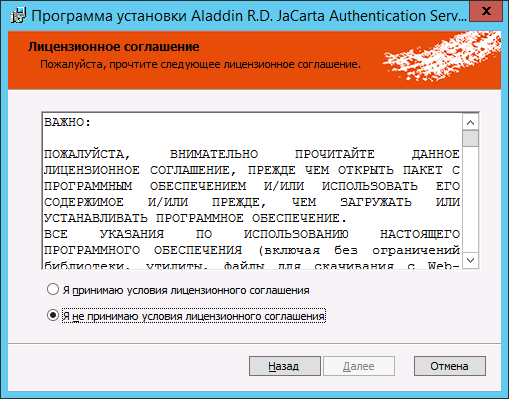 Программа установки Aladdin R.D. JaCarta Authentication Serv...
Лицензионное соглашение
Пожалуйста, прочтите следующее лицензионное соглашение.
ВАЖНО:
ПОЖАЛУЙСТА, ВНИМАТЕЛЬНО ПРОЧИТАЙТЕ ДАННОЕ
ЛИЦЕНЗИОННОЕ СОГЛАШЕНИЕ, ПРЕЖДЕ ЧЕМ ОТКРЫТЬ ПАКЕТ С
ПРОГРАММНЫМ ОБЕСПЕЧЕНИЕМ И/ИЛИ ИСПОЛЬЗОВАТЬ ЕГО
СОДЕРЖИМОЕ И/ИЛИ ПРЕЖДЕ, ЧЕМ ЗАГРУЖАТЬ ИЛИ
УСТАНАВЛИВАТЬ ПРОГРАММНОЕ ОБЕСПЕЧЕНИЕ.
ВСЕ УКАЗАНИЯ ПО ИСПОЛЬЗОВАНИЮ НАСТОЯЩЕГО
ПРОГРАММНОГО ОБЕСПЕЧЕНИЯ (включая без ограничений
библиотеки, утилиты, файлы для скачивания с Web-
Я принимаю условия лицензионного соглашения
Я не принимаю условия лицензионного соглашения
Назад
Далее
Отмена